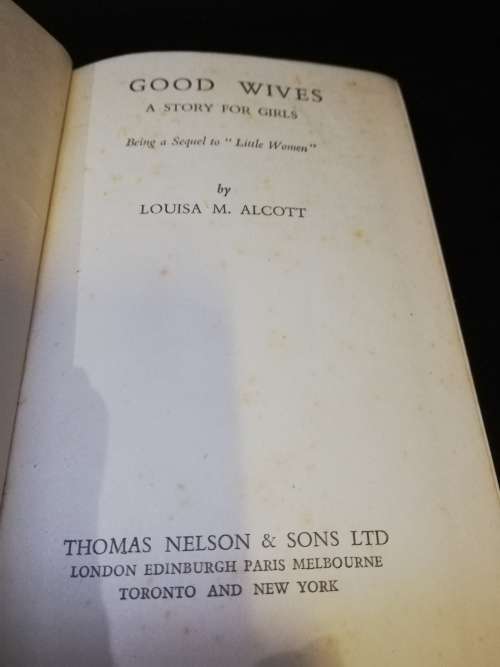 GOOD WIVES
A STORY FOR GIRLS
Being a Sequel to "Little Women"
by
LOUISA M. ALCOTT
THOMAS NELSON & SONS LTD
LONDON EDINBURGH PARIS MELBOURNE
TORONTO AND NEW YORK